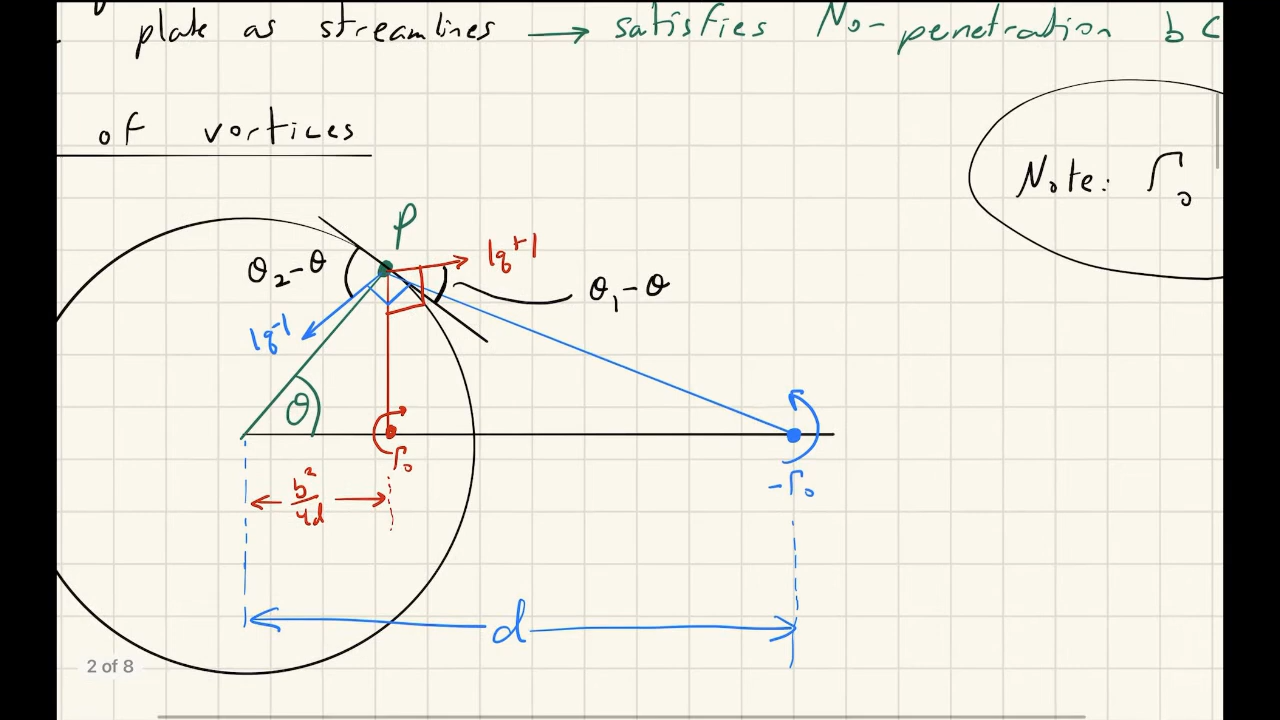 plate as streamlines → satisfies No-penetration bc
of vortices
Note: Γ₀
P
|q⁺|
θ₂-θ
θ₁-θ
|q⁻|
θ
Γ₀
-Γ₀
b²/4d
d
2 of 8